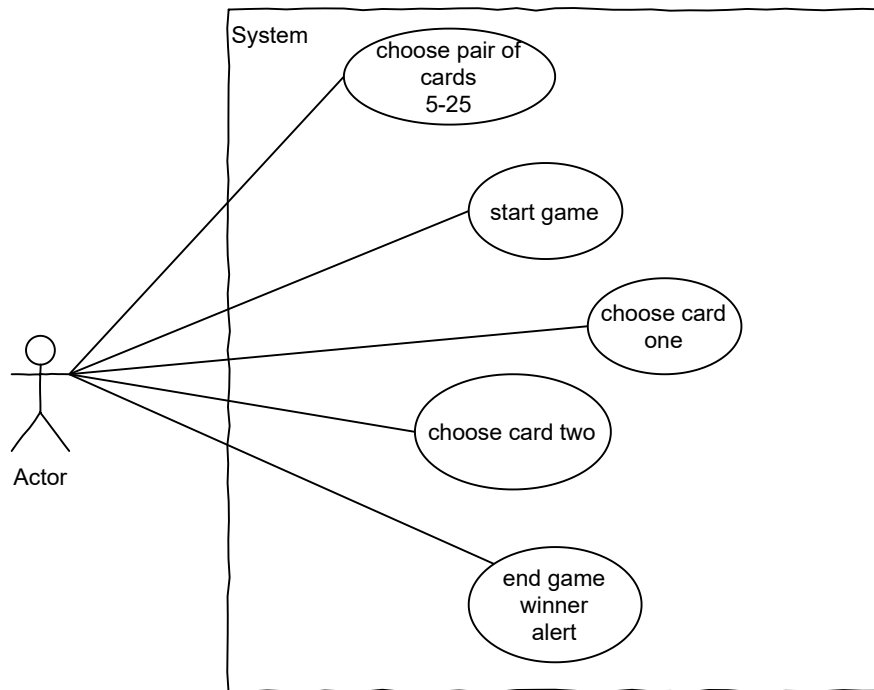 System
choose pair of
cards
5-25
start game
choose card
one
choose card two
Actor
end game
winner
alert